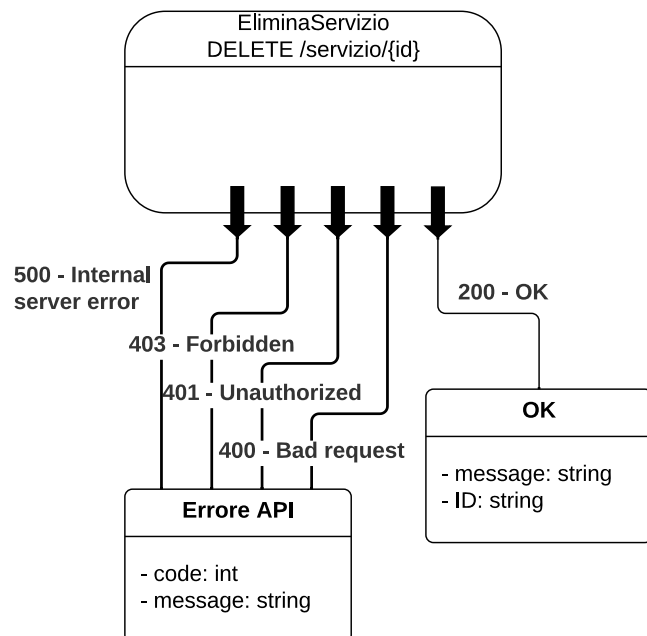 EliminaServizio
DELETE /servizio/{id}
500 - Internal
server error
200 - OK
403 - Forbidden
401 - Unauthorized
400 - Bad request
OK
- message: string
- ID: string
Errore API
- code: int
- message: string